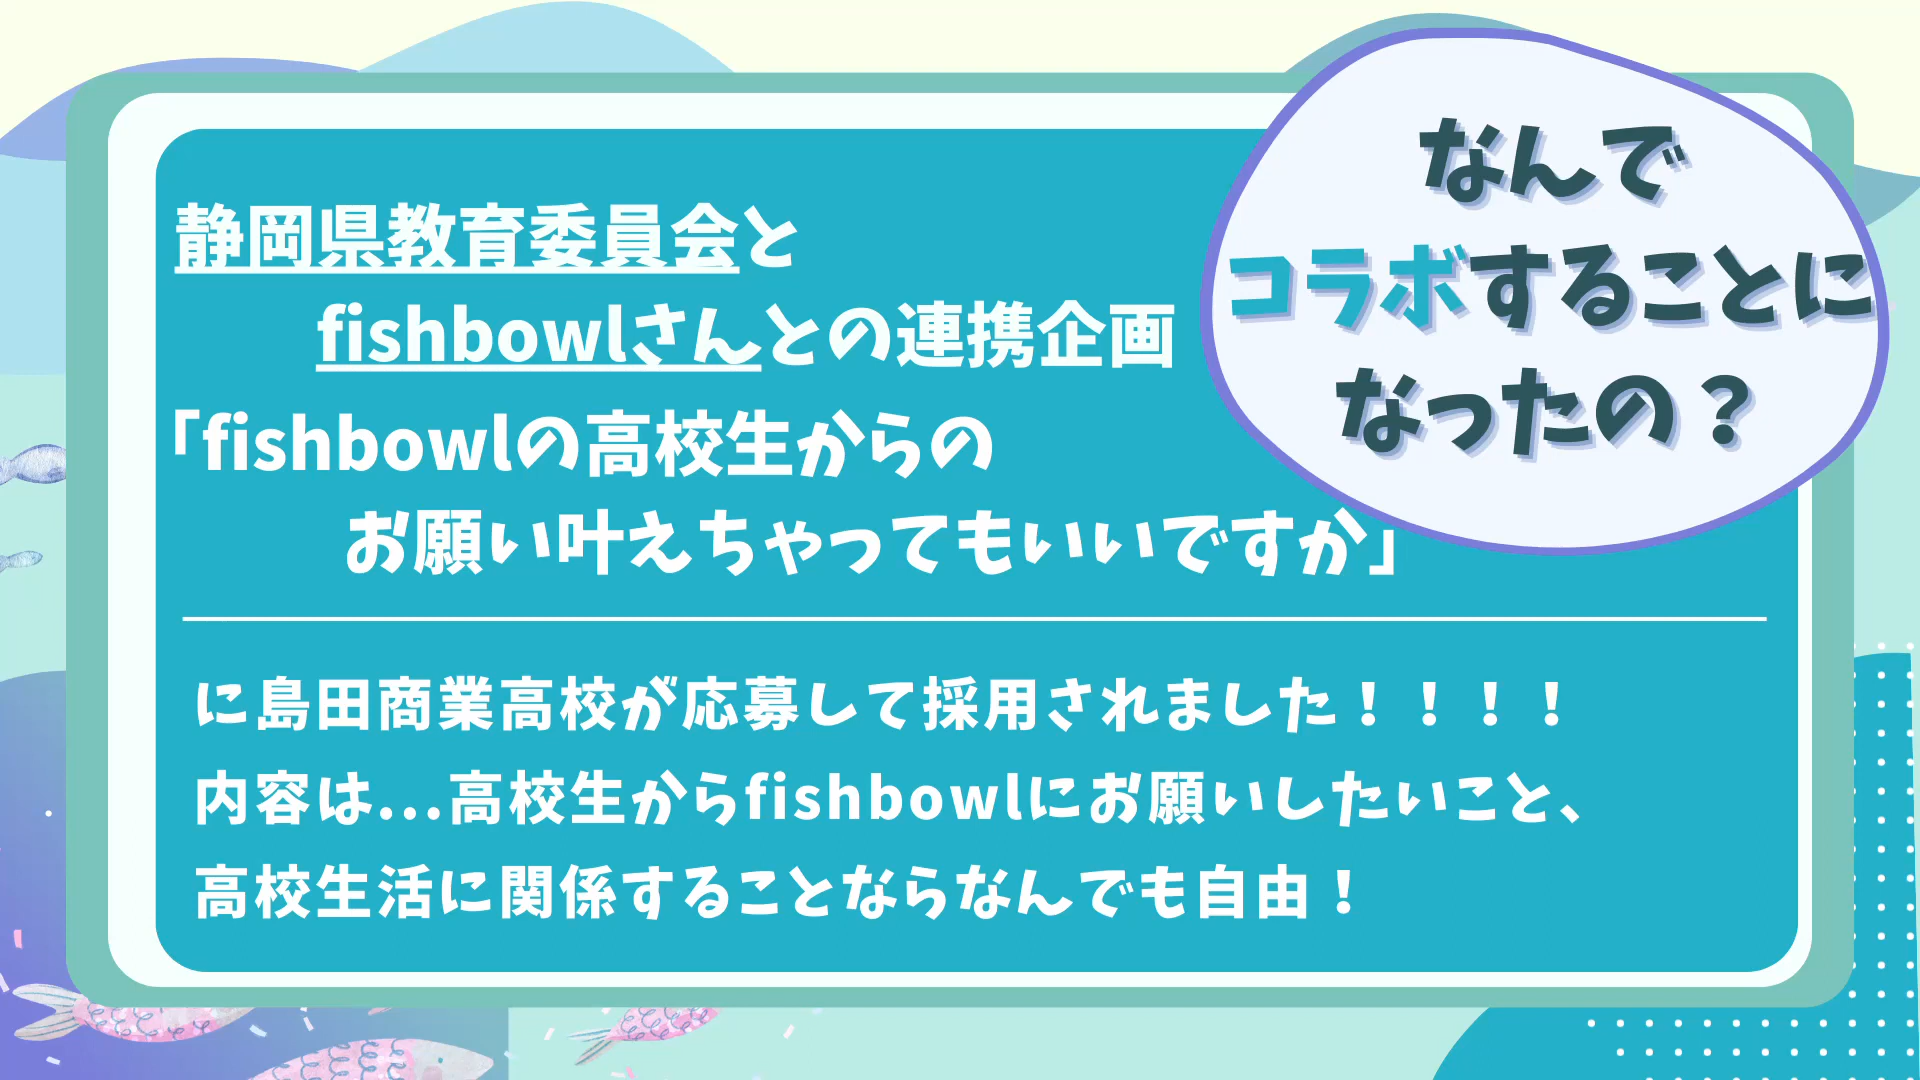 なんで
コラボすることに
なったの？
静岡県教育委員会と
fishbowlさんとの連携企画
「fishbowlの高校生からの
お願い叶えちゃってもいいですか」
に島田商業高校が応募して採用されました！！！！
内容は...高校生からfishbowlにお願いしたいこと、
高校生活に関係することならなんでも自由！